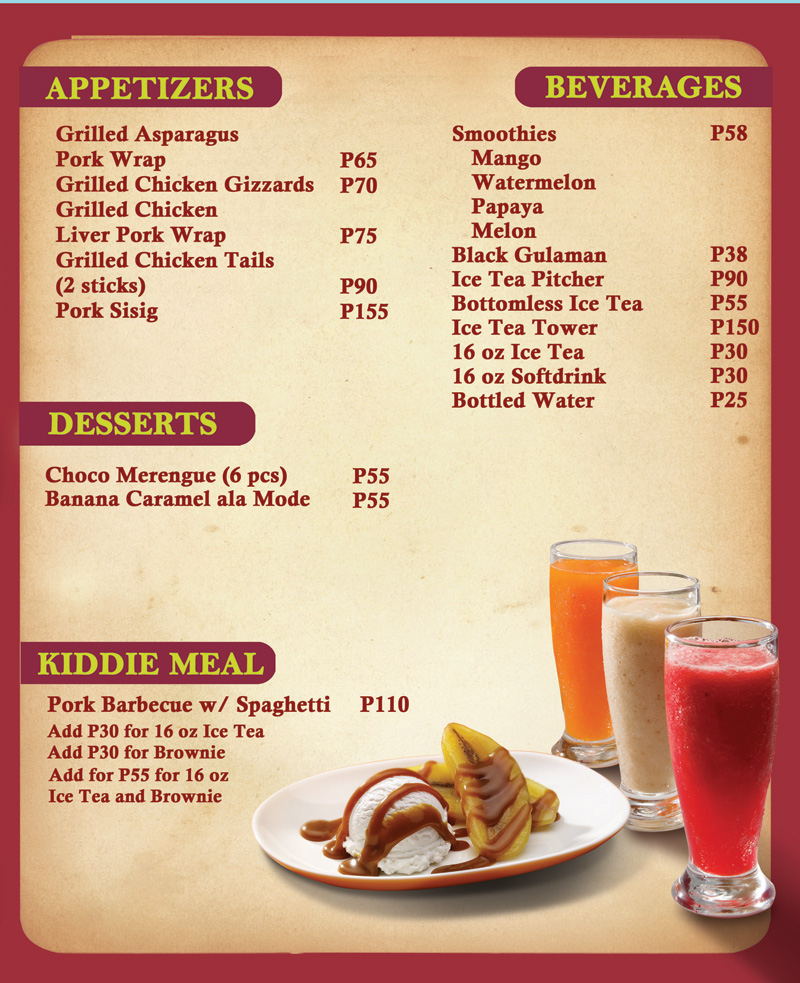 APPETIZERS
Grilled Asparagus
Pork Wrap P65
Grilled Chicken Gizzards P70
Grilled Chicken
Liver Pork Wrap P75
Grilled Chicken Tails
(2 sticks) P90
Pork Sisig P155
DESSERTS
Choco Merengue (6 pcs) P55
Banana Caramel ala Mode P55
KIDDIE MEAL
Pork Barbecue w/ Spaghetti P110
Add P30 for 16 oz Ice Tea
Add P30 for Brownie
Add for P55 for 16 oz
Ice Tea and Brownie
BEVERAGES
Smoothies P58
Mango
Watermelon
Papaya
Melon
Black Gulaman P38
Ice Tea Pitcher P90
Bottomless Ice Tea P55
Ice Tea Tower P150
16 oz Ice Tea P30
16 oz Softdrink P30
Bottled Water P25